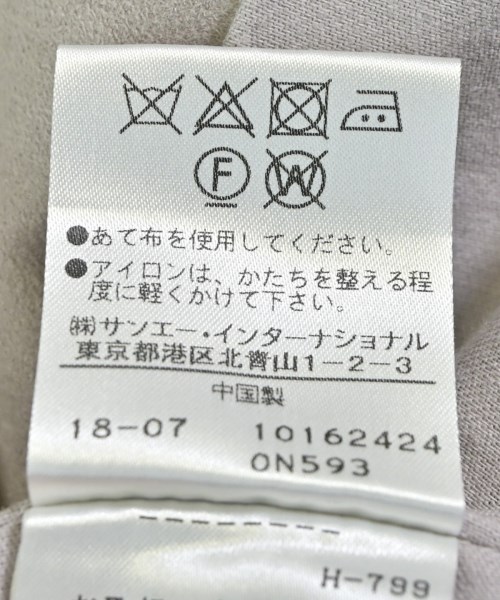 F W
●あて布を使用してください。
●アイロンは、かたちを整える程
度に軽くかけて下さい。
㈱サンエー・インターナショナル
東京都港区北青山1-2-3
中国製
18-07 10162424
0N593
H-799